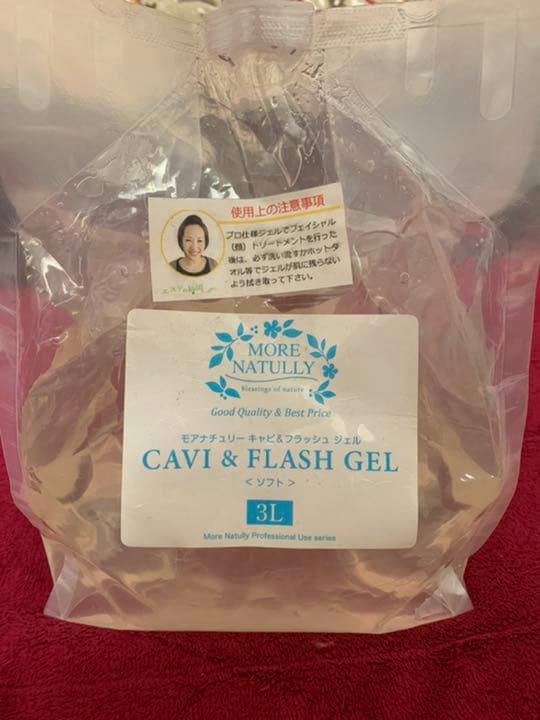 使用上の注意事項
プロ仕様ジェルでフェイシャル
(顔)トリートメントを行った
後は、必ず洗い流すかホットタ
オル等でジェルが肌に残らない
よう拭き取って下さい。
MORE
NATULLY
blessings of nature
Good Quality & Best Price
モアナチュリー キャビ&フラッシュ ジェル
CAVI & FLASH GEL
<ソフト>
3L
More Natully Professional Use series